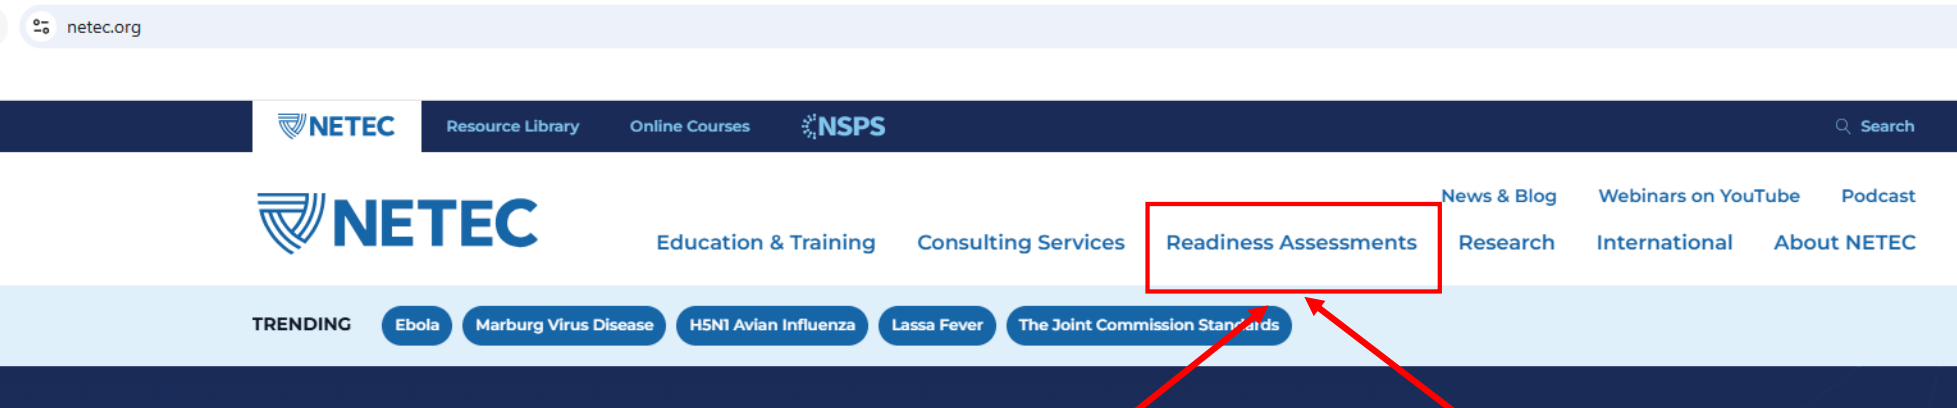 netec.org
NETEC Resource Library Online Courses NSPS Search
News & Blog Webinars on YouTube Podcast
NETEC
Education & Training Consulting Services Readiness Assessments Research International About NETEC
TRENDING Ebola Marburg Virus Disease H5N1 Avian Influenza Lassa Fever The Joint Commission Standards